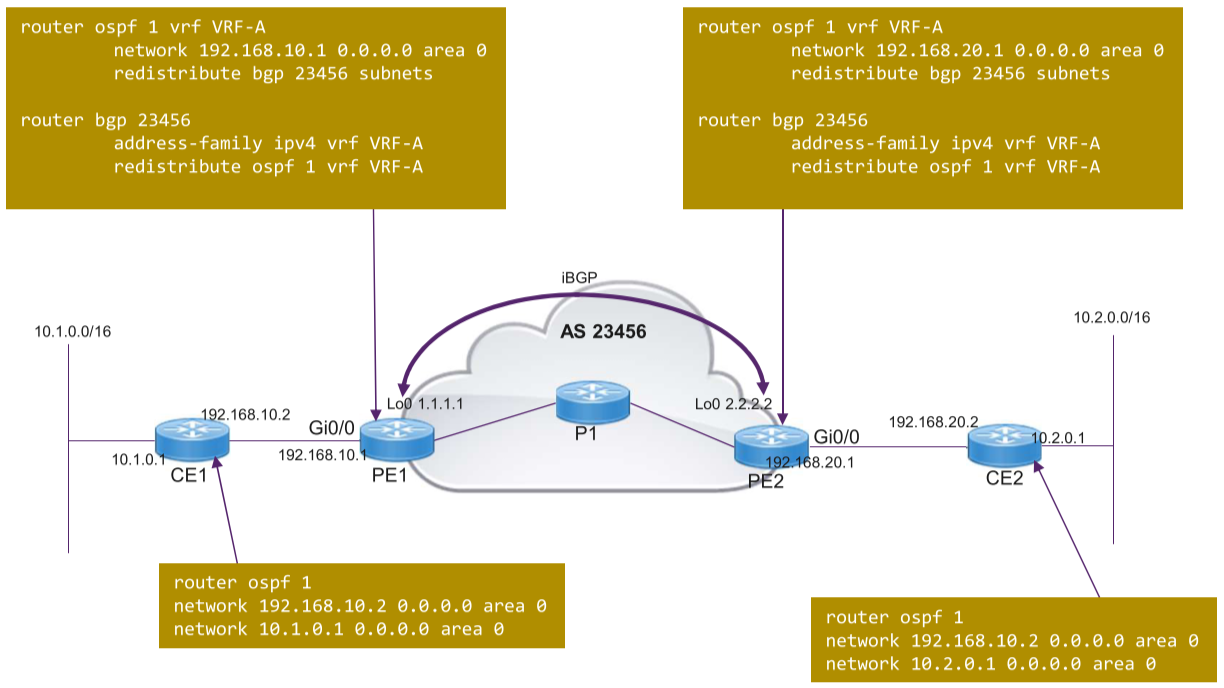 router ospf 1 vrf VRF-A
network 192.168.10.1 0.0.0.0 area 0
redistribute bgp 23456 subnets
router bgp 23456
address-family ipv4 vrf VRF-A
redistribute ospf 1 vrf VRF-A
router ospf 1 vrf VRF-A
network 192.168.20.1 0.0.0.0 area 0
redistribute bgp 23456 subnets
router bgp 23456
address-family ipv4 vrf VRF-A
redistribute ospf 1 vrf VRF-A
iBGP
AS 23456
10.1.0.0/16
10.2.0.0/16
Lo0 1.1.1.1
Lo0 2.2.2.2
192.168.10.2
Gi0/0
P1
Gi0/0
192.168.20.2
10.2.0.1
10.1.0.1
192.168.10.1
192.168.20.1
CE1
PE1
PE2
CE2
router ospf 1
network 192.168.10.2 0.0.0.0 area 0
network 10.1.0.1 0.0.0.0 area 0
router ospf 1
network 192.168.10.2 0.0.0.0 area 0
network 10.2.0.1 0.0.0.0 area 0